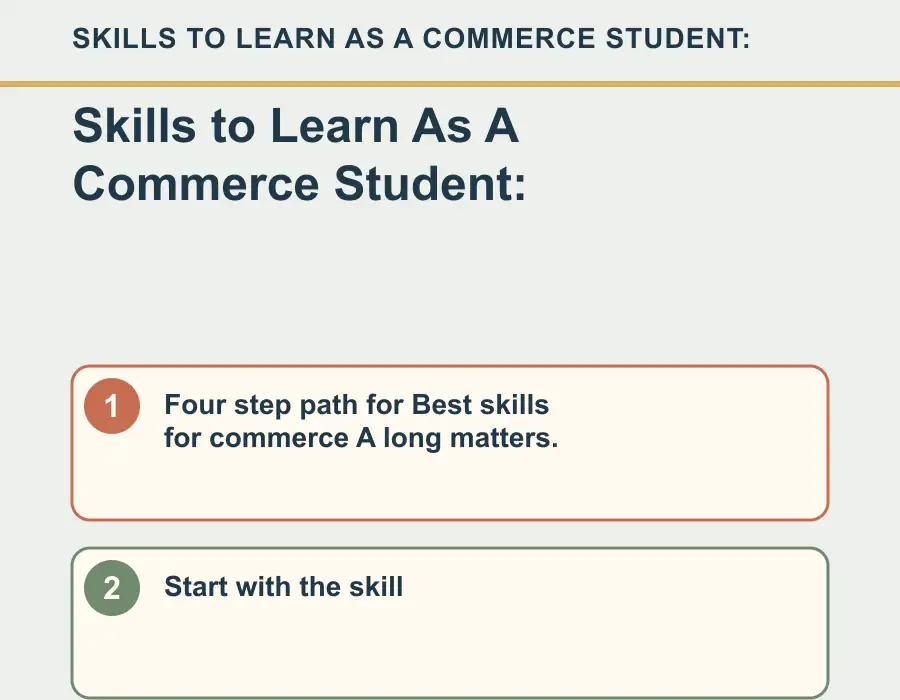 SKILLS TO LEARN AS A COMMERCE STUDENT:
Skills to Learn As A
Commerce Student:
1
Four step path for Best skills
for commerce A long matters.
2
Start with the skill